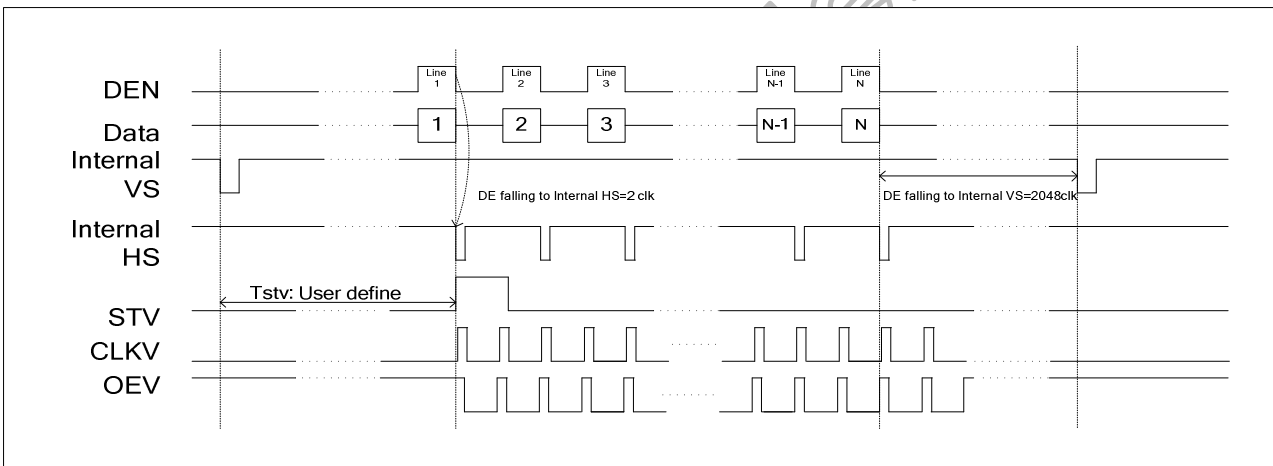 DEN
Line 1
Line 2
Line 3
Line N-1
Line N
Data
1
2
3
N-1
N
Internal
VS
DE falling to Internal HS=2 clk
DE falling to Internal VS=2048clk
Internal
HS
Tstv: User define
STV
CLKV
OEV